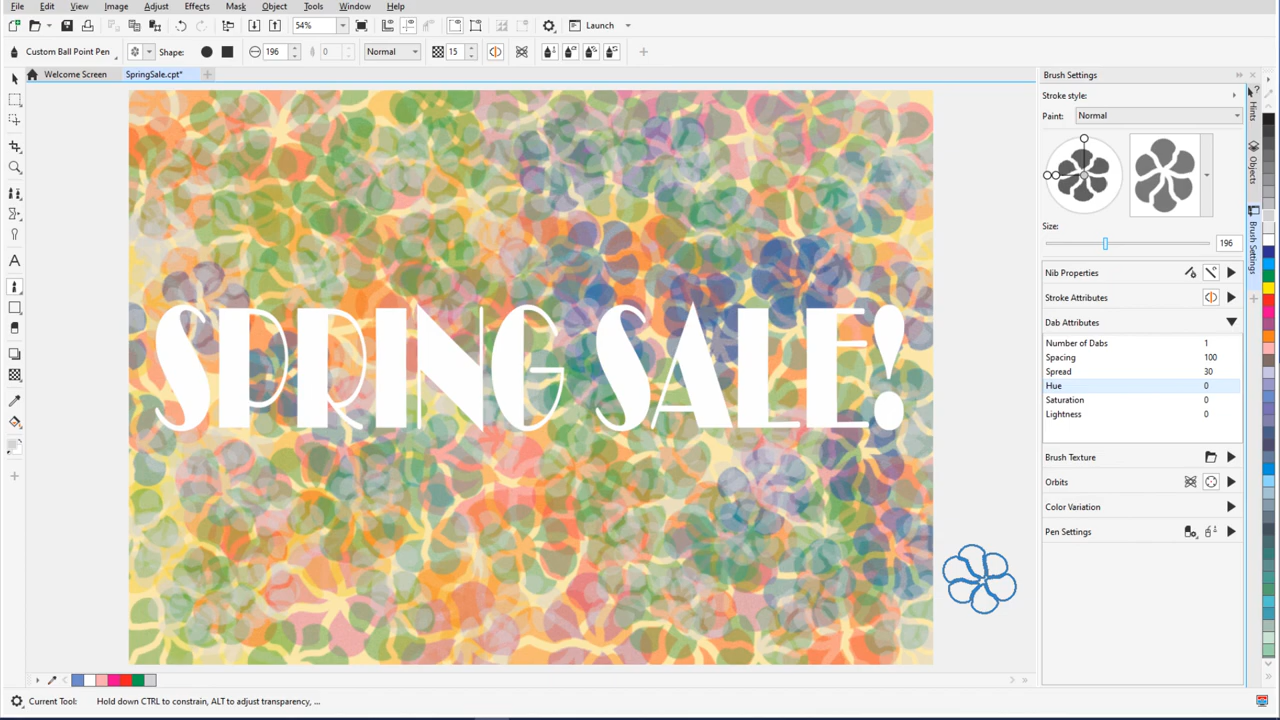 File Edit View Image Adjust Effects Mask Object Tools Window Help
54% Launch
Custom Ball Point Pen Shape: 196 0 Normal 15
Welcome Screen SpringSale.cpt*
SPRING SALE!
Brush Settings
Stroke style:
Paint: Normal
Size:
196
Nib Properties
Stroke Attributes
Dab Attributes
Number of Dabs 1
Spacing 100
Spread 30
Hue 0
Saturation 0
Lightness 0
Brush Texture
Orbits
Color Variation
Pen Settings
Hints
Objects
Brush Settings
Current Tool: Hold down CTRL to constrain, ALT to adjust transparency, ...